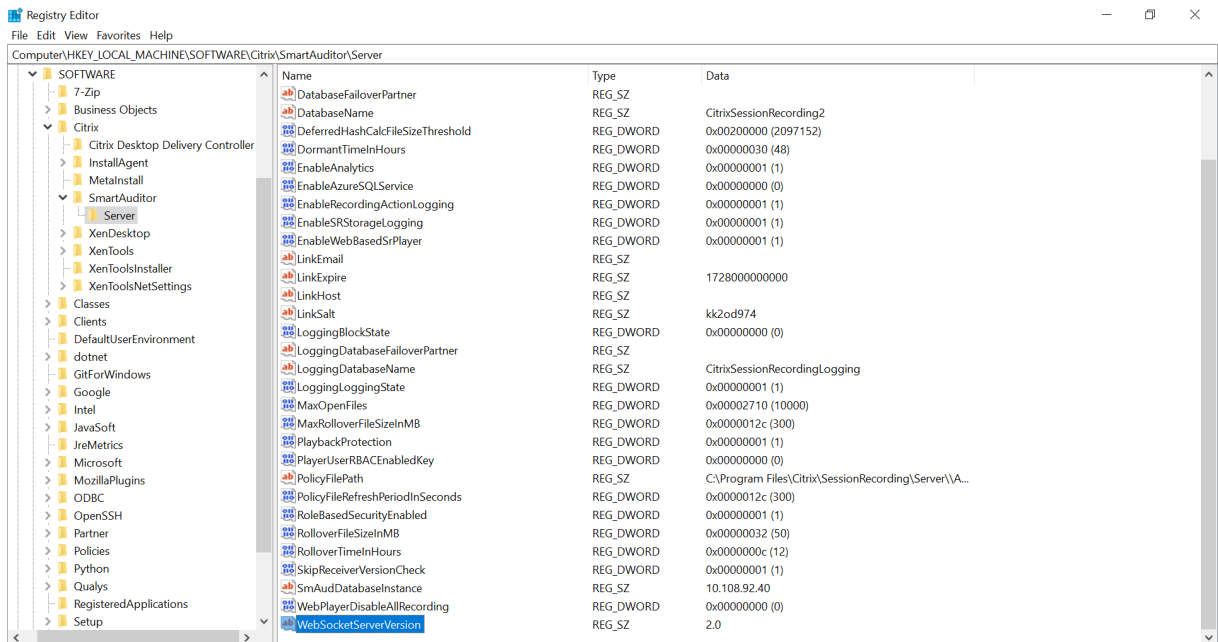 Registry Editor
File Edit View Favorites Help
Computer\HKEY_LOCAL_MACHINE\SOFTWARE\Citrix\SmartAuditor\Server
SOFTWARE
7-Zip
Business Objects
Citrix
Citrix Desktop Delivery Controller
InstallAgent
MetaInstall
SmartAuditor
Server
XenDesktop
XenTools
XenToolsInstaller
XenToolsNetSettings
Classes
Clients
DefaultUserEnvironment
dotnet
GitForWindows
Google
Intel
JavaSoft
JreMetrics
Microsoft
MozillaPlugins
ODBC
OpenSSH
Partner
Policies
Python
Qualys
RegisteredApplications
Setup
Name Type Data
DatabaseFailoverPartner REG_SZ
DatabaseName REG_SZ CitrixSessionRecording2
DeferredHashCalcFileSizeThreshold REG_DWORD 0x00200000 (2097152)
DormantTimeInHours REG_DWORD 0x00000030 (48)
EnableAnalytics REG_DWORD 0x00000001 (1)
EnableAzureSQLService REG_DWORD 0x00000000 (0)
EnableRecordingActionLogging REG_DWORD 0x00000001 (1)
EnableSRStorageLogging REG_DWORD 0x00000001 (1)
EnableWebBasedSrPlayer REG_DWORD 0x00000001 (1)
LinkEmail REG_SZ
LinkExpire REG_SZ 1728000000000
LinkHost REG_SZ
LinkSalt REG_SZ kk2od974
LoggingBlockState REG_DWORD 0x00000000 (0)
LoggingDatabaseFailoverPartner REG_SZ
LoggingDatabaseName REG_SZ CitrixSessionRecordingLogging
LoggingLoggingState REG_DWORD 0x00000001 (1)
MaxOpenFiles REG_DWORD 0x00002710 (10000)
MaxRolloverFileSizeInMB REG_DWORD 0x0000012c (300)
PlaybackProtection REG_DWORD 0x00000001 (1)
PlayerUserRBACEnabledKey REG_DWORD 0x00000000 (0)
PolicyFilePath REG_SZ C:\Program Files\Citrix\SessionRecording\Server\\A...
PolicyFileRefreshPeriodInSeconds REG_DWORD 0x0000012c (300)
RoleBasedSecurityEnabled REG_DWORD 0x00000001 (1)
RolloverFileSizeInMB REG_DWORD 0x00000032 (50)
RolloverTimeInHours REG_DWORD 0x0000000c (12)
SkipReceiverVersionCheck REG_DWORD 0x00000001 (1)
SmAudDatabaseInstance REG_SZ 10.108.92.40
WebPlayerDisableAllRecording REG_DWORD 0x00000000 (0)
WebSocketServerVersion REG_SZ 2.0